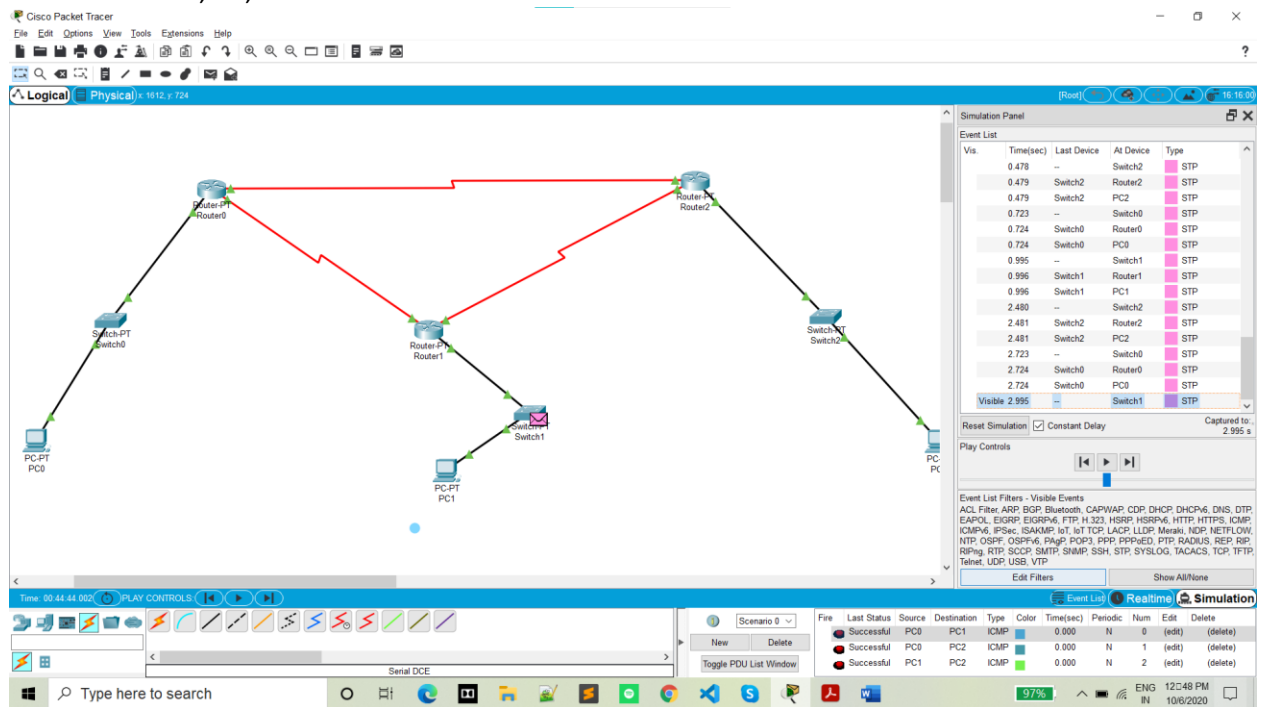 Cisco Packet Tracer
File Edit Options View Tools Extensions Help
?
Logical Physical x: 1612, y: 724 [Root] 16:16:00
Simulation Panel
Event List
Vis. Time(sec) Last Device At Device Type
0.478 -- Switch2 STP
0.479 Switch2 Router2 STP
0.479 Switch2 PC2 STP
0.723 -- Switch0 STP
0.724 Switch0 Router0 STP
0.724 Switch0 PC0 STP
0.995 -- Switch1 STP
0.996 Switch1 Router1 STP
0.996 Switch1 PC1 STP
2.480 -- Switch2 STP
2.481 Switch2 Router2 STP
2.481 Switch2 PC2 STP
2.723 -- Switch0 STP
2.724 Switch0 Router0 STP
2.724 Switch0 PC0 STP
Visible 2.995 -- Switch1 STP
Reset Simulation Constant Delay Captured to:
2.995 s
Play Controls
Event List Filters - Visible Events
ACL Filter, ARP, BGP, Bluetooth, CAPWAP, CDP, DHCP, DHCPv6, DNS, DTP,
EAPOL, EIGRP, EIGRPv6, FTP, H.323, HSRP, HSRPv6, HTTP, HTTPS, ICMP,
ICMPv6, IPSec, ISAKMP, IoT, IoT TCP, LACP, LLDP, Meraki, NDP, NETFLOW,
NTP, OSPF, OSPFv6, PAgP, POP3, PPP, PPPoED, PTP, RADIUS, REP, RIP,
RIPng, RTP, SCCP, SMTP, SNMP, SSH, STP, SYSLOG, TACACS, TCP, TFTP,
Telnet, UDP, USB, VTP
Edit Filters Show All/None
Router-PT
Router0
Router-PT
Router2
Switch-PT
Switch0
Router-PT
Router1
Switch-PT
Switch2
Switch-PT
Switch1
PC-PT
PC0
PC-PT
PC1
PC-
PC
Time: 00:44:44.002 PLAY CONTROLS: Event List Realtime Simulation
Serial DCE
Scenario 0
New Delete
Toggle PDU List Window
Fire Last Status Source Destination Type Color Time(sec) Periodic Num Edit Delete
Successful PC0 PC1 ICMP 0.000 N 0 (edit) (delete)
Successful PC0 PC2 ICMP 0.000 N 1 (edit) (delete)
Successful PC1 PC2 ICMP 0.000 N 2 (edit) (delete)
Type here to search
97%
ENG
IN
12□48 PM
10/6/2020